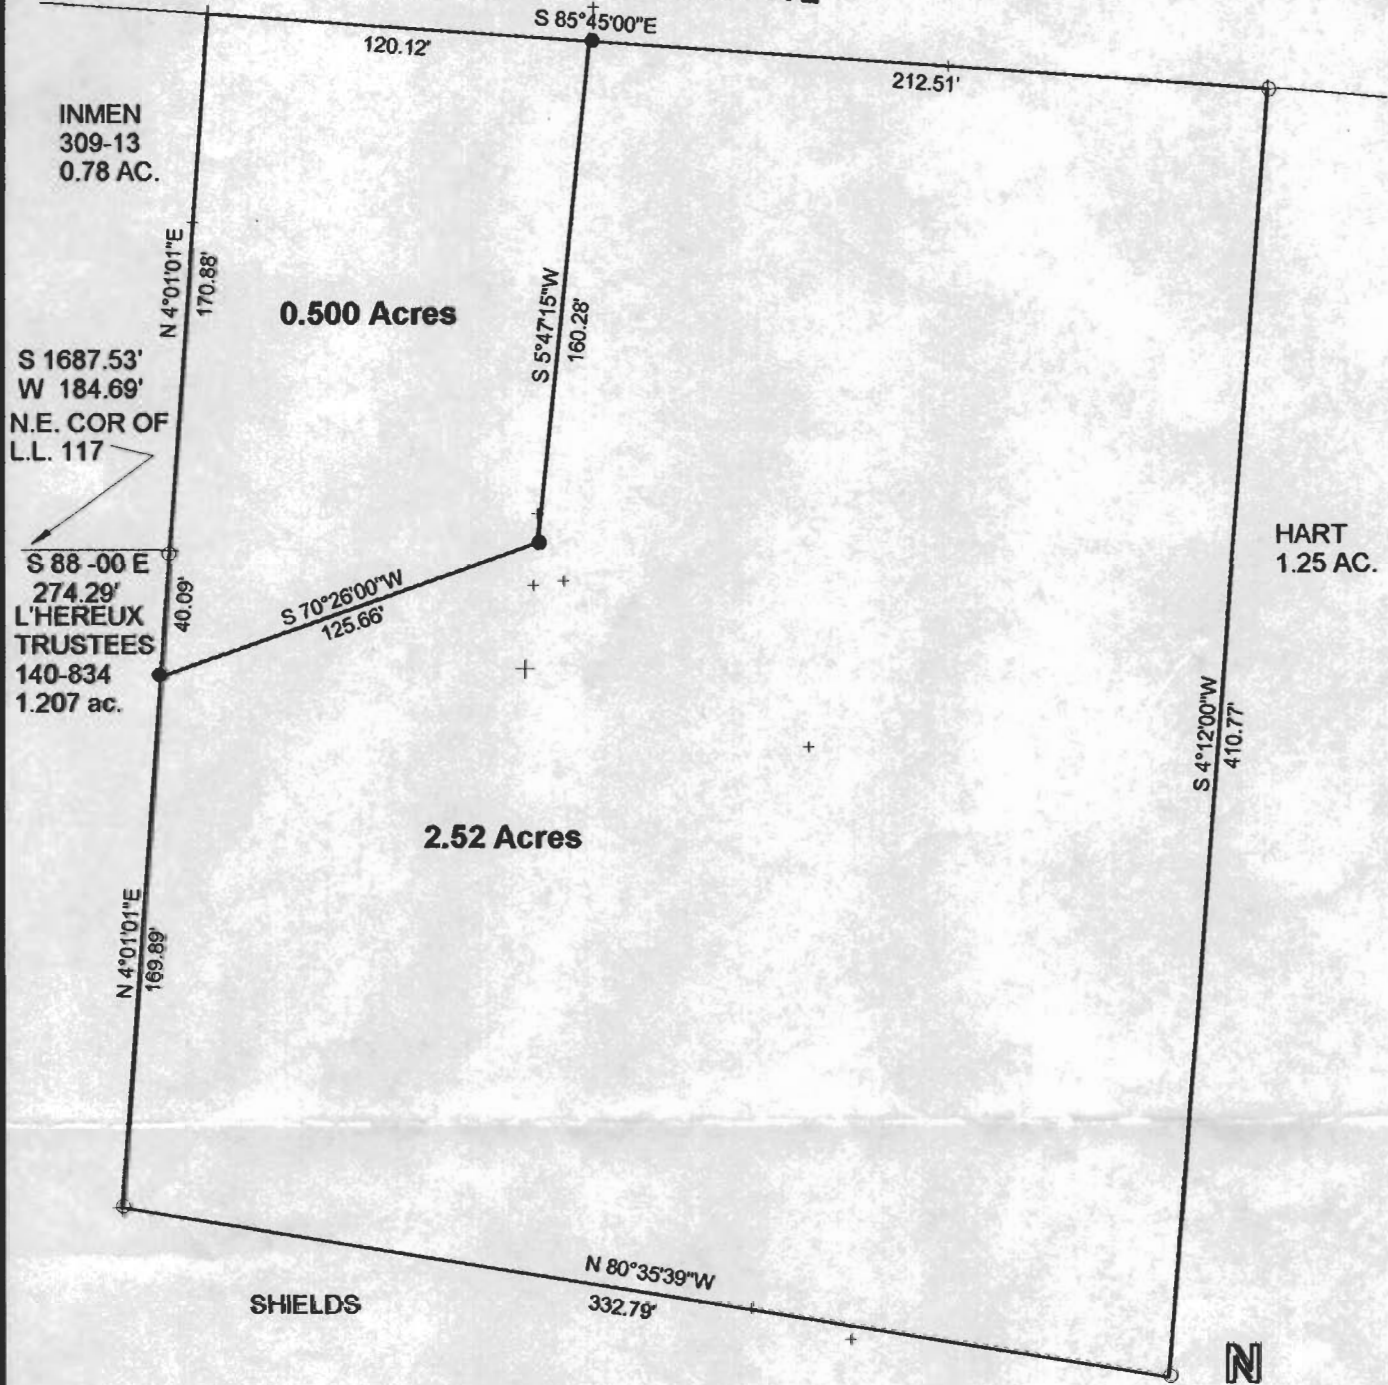 S 85°45'00"E
120.12'
212.51'
INMEN
309-13
0.78 AC.
N 4°01'01"E
170.88'
0.500 Acres
S 5°47'15"W
160.28'
S 1687.53'
W 184.69'
N.E. COR OF
L.L. 117
S 88 -00 E
274.29'
L'HEREUX
TRUSTEES
140-834
1.207 ac.
40.09'
S 70°26'00"W
125.66'
HART
1.25 AC.
S 4°12'00"W
410.77'
2.52 Acres
N 4°01'01"E
169.89'
N 80°35'39"W
332.79'
SHIELDS
N